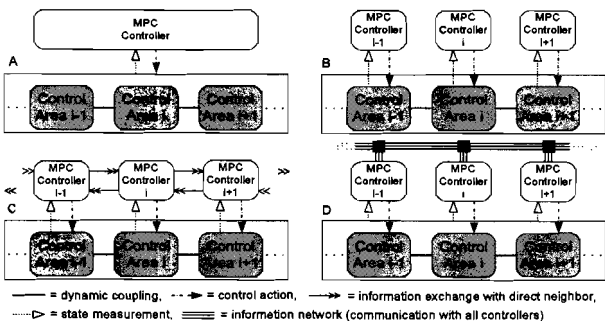 MPC
Controller
A
Control
Area i-1
Control
Area i
Control
Area i+1
MPC
Controller
i-1
MPC
Controller
i
MPC
Controller
i+1
B
Control
Area i-1
Control
Area i
Control
Area i+1
MPC
Controller
i-1
MPC
Controller
i
MPC
Controller
i+1
C
Control
Area i-1
Control
Area i
Control
Area i+1
MPC
Controller
i-1
MPC
Controller
i
MPC
Controller
i+1
D
Control
Area i-1
Control
Area i
Control
Area i+1
= dynamic coupling, = control action, = information exchange with direct neighbor,
= state measurement, = information network (communication with all controllers)